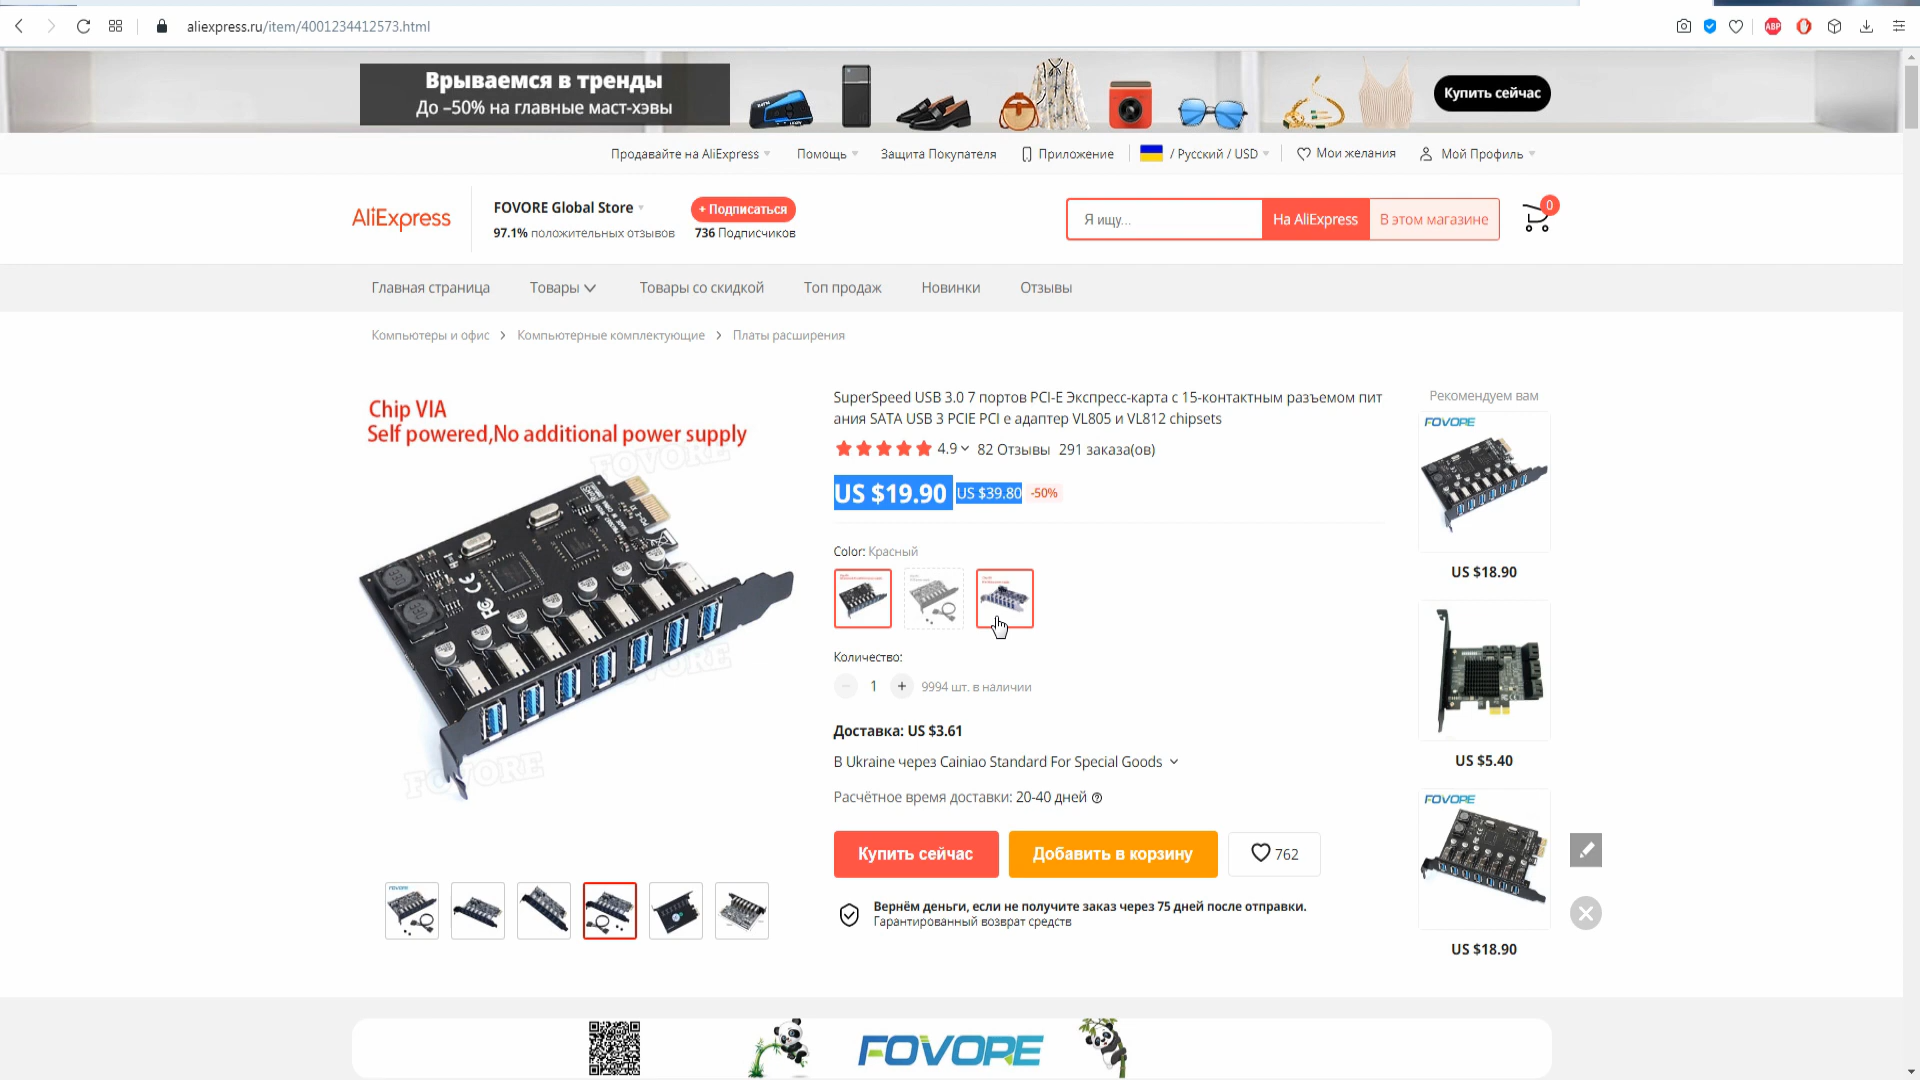 aliexpress.ru/item/4001234412573.html
ABP
Врываемся в тренды
До –50% на главные маст-хэвы
Купить сейчас
Продавайте на AliExpress
Помощь
Защита Покупателя
Приложение
/ Русский / USD
Мои желания
Мой Профиль
AliExpress
FOVORE Global Store
97.1% положительных отзывов
+ Подписаться
736 Подписчиков
Я ищу...
На AliExpress
В этом магазине
0
Главная страница
Товары
Товары со скидкой
Топ продаж
Новинки
Отзывы
Компьютеры и офис > Компьютерные комплектующие > Платы расширения
Chip VIA
Self powered,No additional power supply
FOVORE
FOVORE
FOVORE
FC CE
SuperSpeed USB 3.0 7 портов PCI-E Экспресс-карта с 15-контактным разъемом пит
ания SATA USB 3 PCIE PCI e адаптер VL805 и VL812 chipsets
4.9 82 Отзывы 291 заказа(ов)
US $19.90 US $39.80 -50%
Color: Красный
Количество:
1
9994 шт. в наличии
Доставка: US $3.61
В Ukraine через Cainiao Standard For Special Goods
Расчётное время доставки: 20-40 дней
Купить сейчас
Добавить в корзину
762
Вернём деньги, если не получите заказ через 75 дней после отправки.
Гарантированный возврат средств
Рекомендуем вам
FOVOPE
US $18.90
US $5.40
FOVOPE
US $18.90
FOVOPE